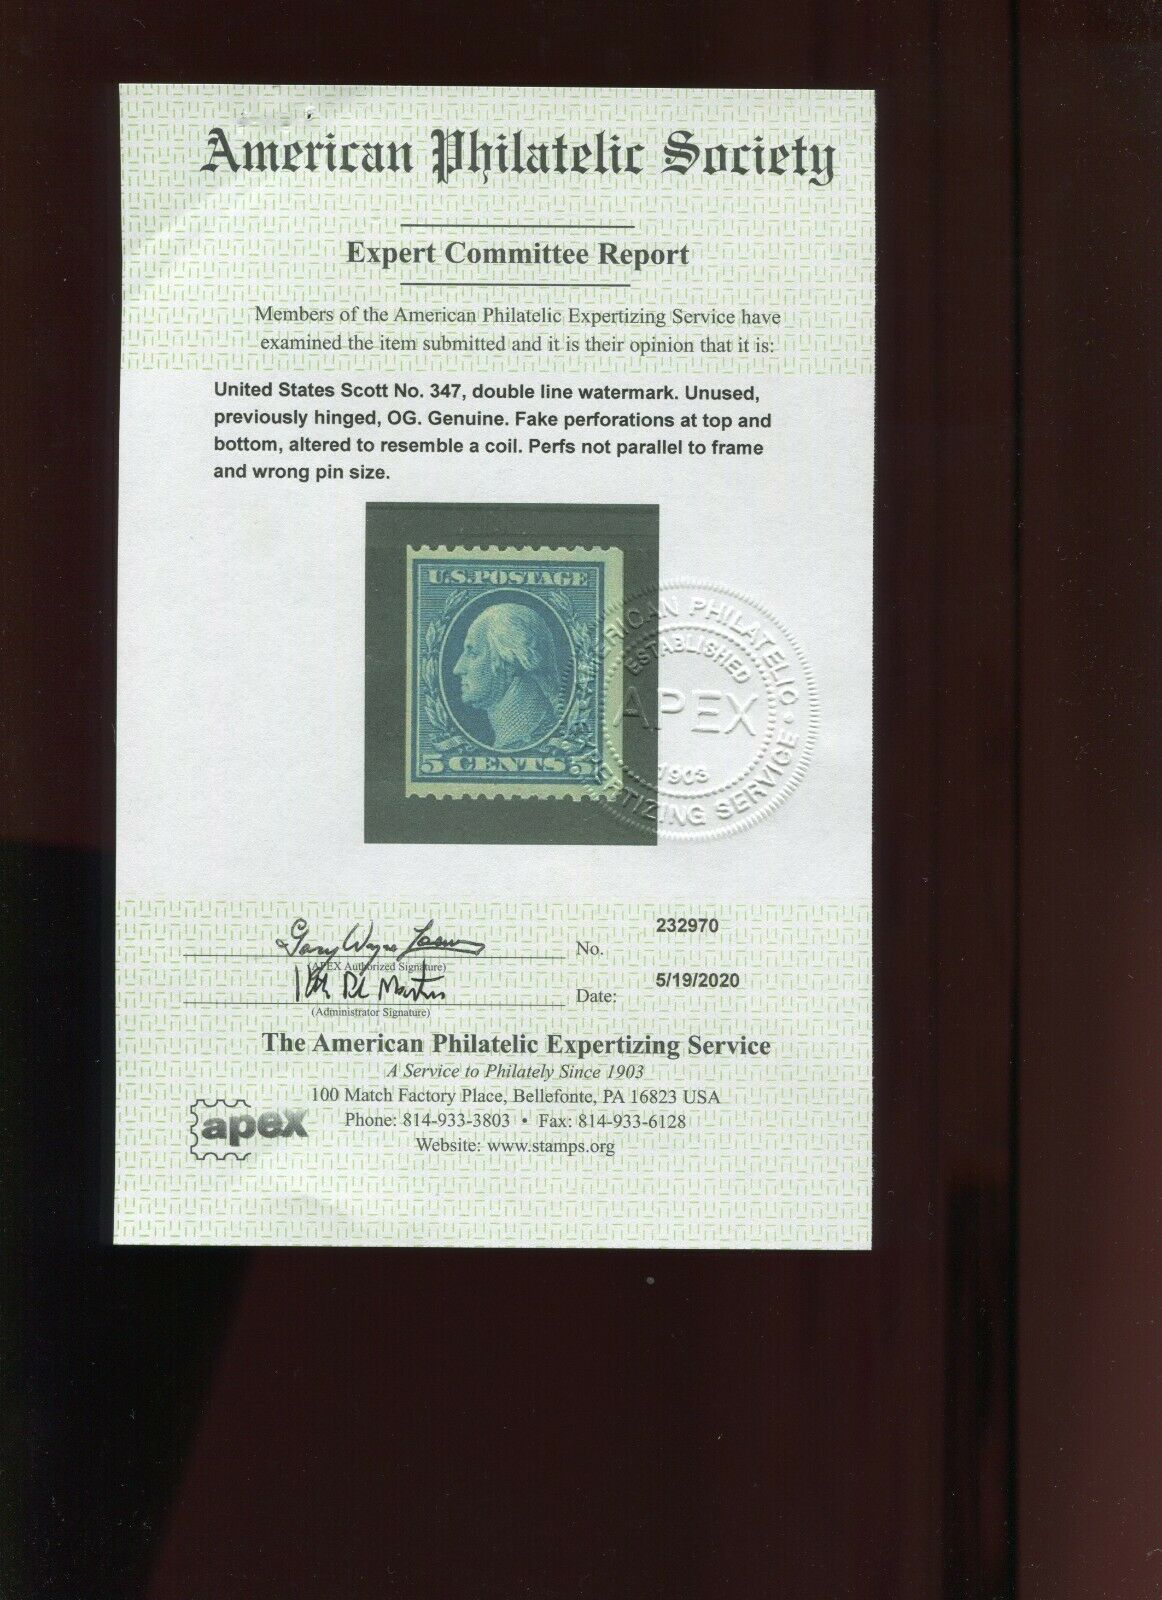 American Philatelic Society
Expert Committee Report
Members of the American Philatelic Expertizing Service have
examined the item submitted and it is their opinion that it is:
United States Scott No. 347, double line watermark. Unused,
previously hinged, OG. Genuine. Fake perforations at top and
bottom, altered to resemble a coil. Perfs not parallel to frame
and wrong pin size.
U.S. POSTAGE
5 CENTS 5
AMERICAN PHILATELIC
EXPERTIZING SERVICE
ESTABLISHED
APEX
1903
Gary Wayne
No. 232970
(APEX Authorized Signature)
Date: 5/19/2020
(Administrator Signature)
The American Philatelic Expertizing Service
A Service to Philately Since 1903
100 Match Factory Place, Bellefonte, PA 16823 USA
Phone: 814-933-3803 • Fax: 814-933-6128
Website: www.stamps.org
apex